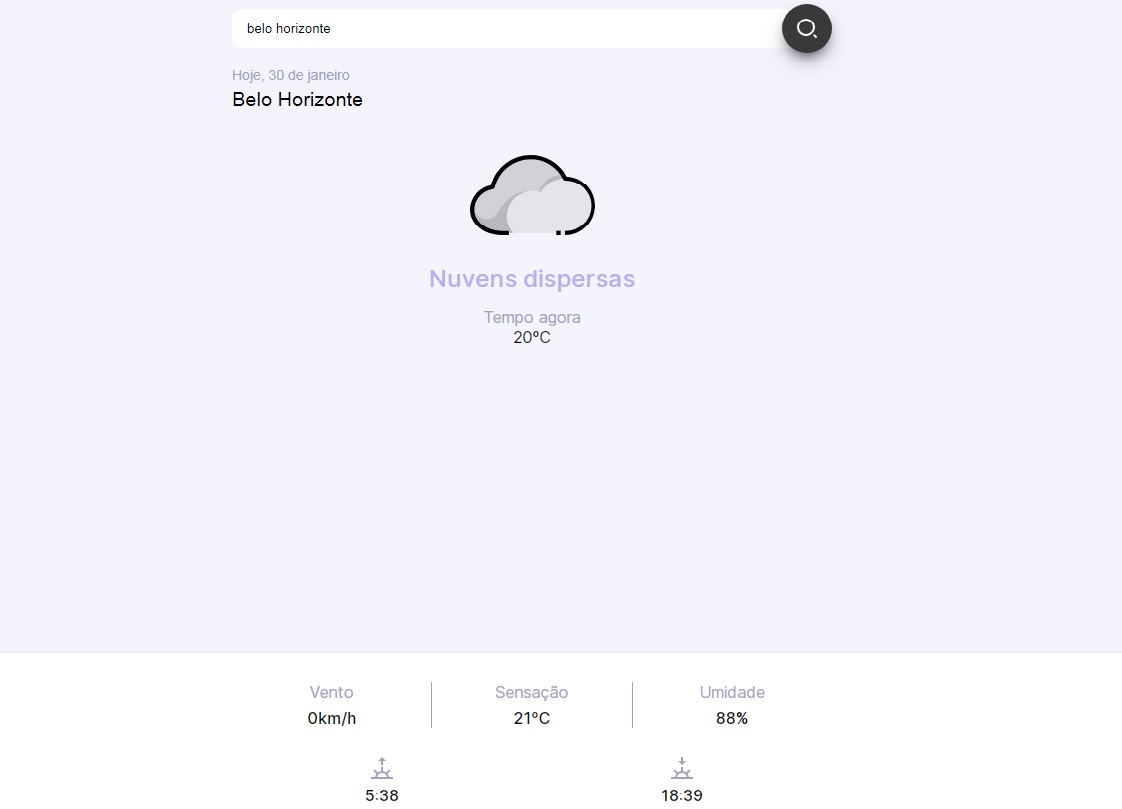 belo horizonte
Hoje, 30 de janeiro
Belo Horizonte
Nuvens dispersas
Tempo agora
20ºC
Vento
Sensação
Umidade
0km/h
21ºC
88%
5:38
18:39